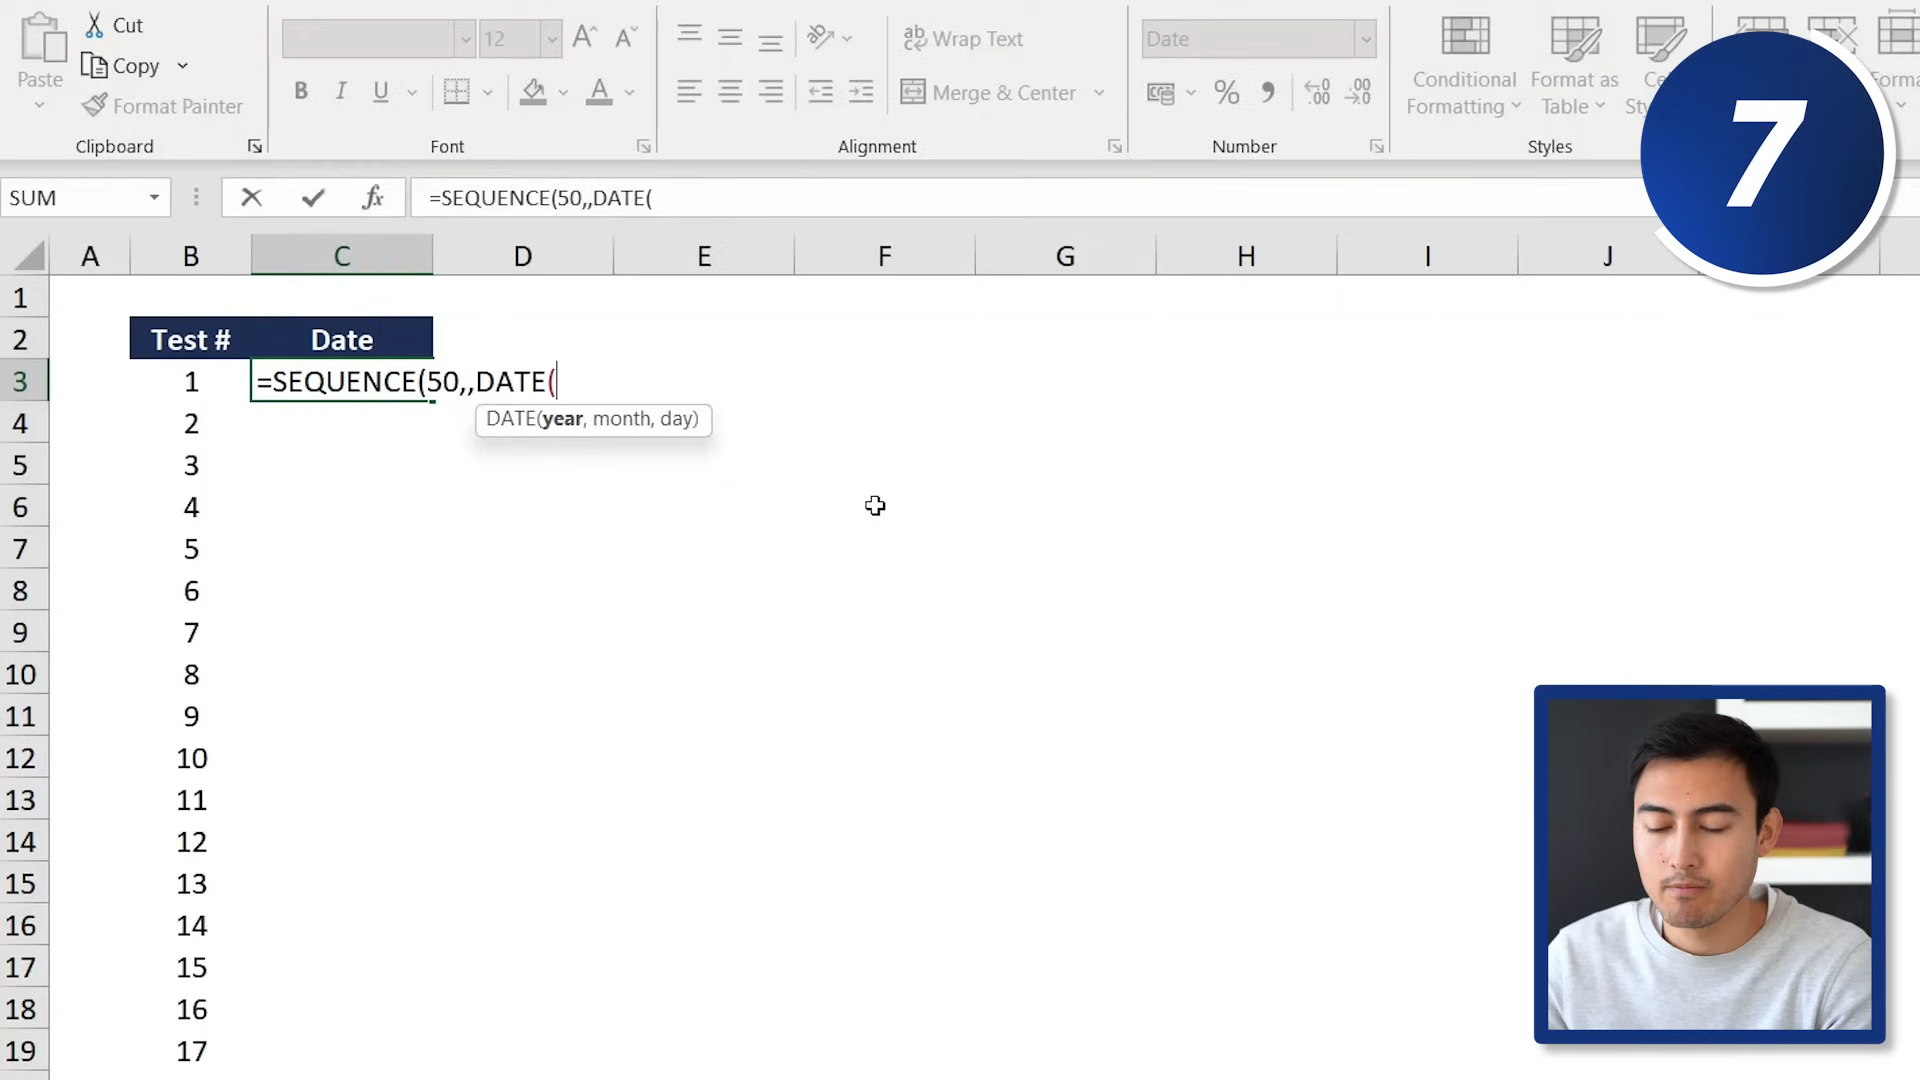 Cut
Copy
Paste
Format Painter
Clipboard
12
B I U
Font
ab Wrap Text
Merge & Center
Alignment
Date
%
Number
Conditional Formatting
Format as Table
Styles
7
SUM
fx
=SEQUENCE(50,,DATE(
A B C D E F G H I J
1
2 Test # Date
3 1 =SEQUENCE(50,,DATE(
DATE(year, month, day)
4 2
5 3
6 4
7 5
8 6
9 7
10 8
11 9
12 10
13 11
14 12
15 13
16 14
17 15
18 16
19 17